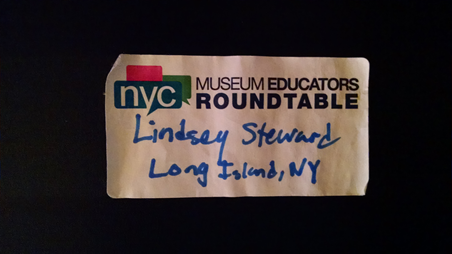 nyc MUSEUM EDUCATORS
ROUNDTABLE
Lindsey Steward
Long Island, NY